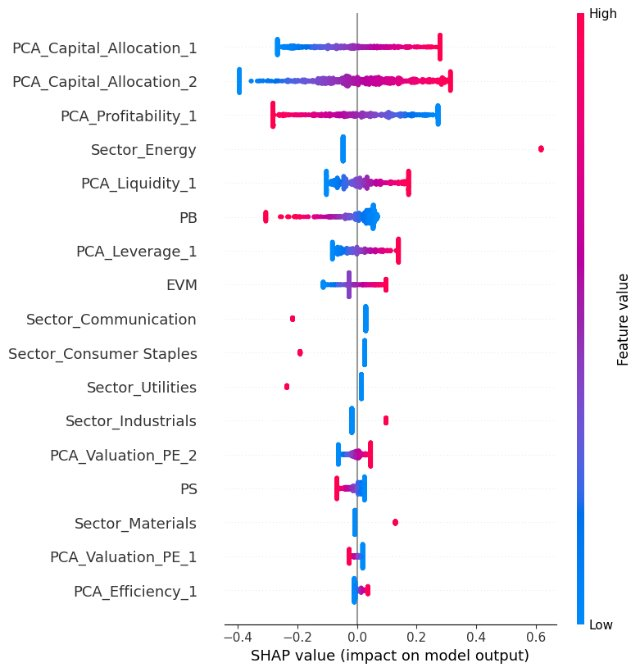 High
PCA_Capital_Allocation_1
PCA_Capital_Allocation_2
PCA_Profitability_1
Sector_Energy
PCA_Liquidity_1
PB
PCA_Leverage_1
EVM
Sector_Communication
Sector_Consumer Staples
Sector_Utilities
Sector_Industrials
PCA_Valuation_PE_2
PS
Sector_Materials
PCA_Valuation_PE_1
PCA_Efficiency_1
Feature value
Low
−0.4 −0.2 0.0 0.2 0.4 0.6
SHAP value (impact on model output)